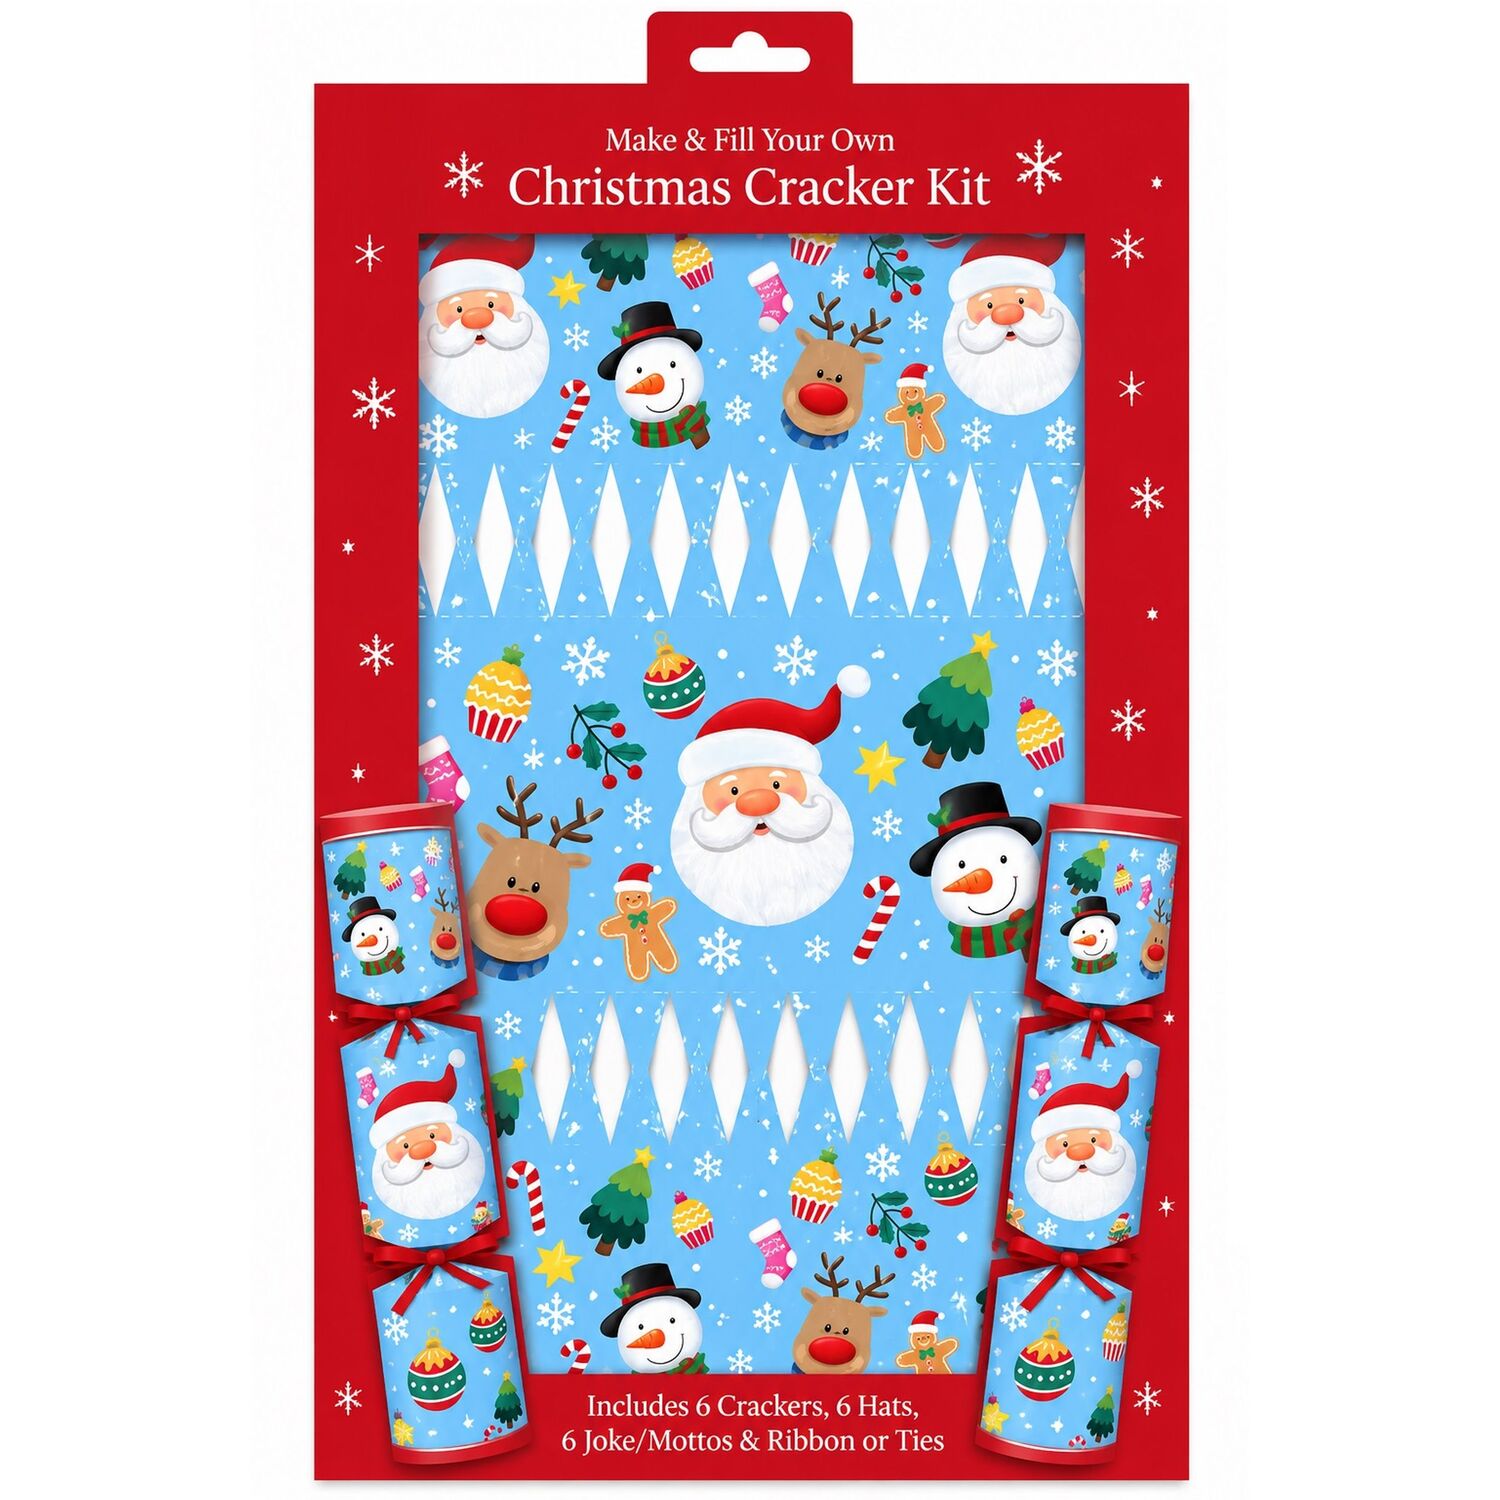 Make & Fill Your Own
Christmas Cracker Kit
Includes 6 Crackers, 6 Hats,
6 Joke/Mottos & Ribbon or Ties